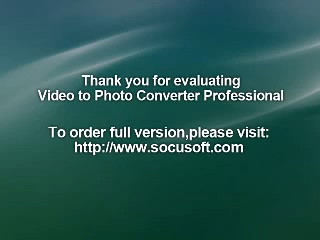 Thank you for evaluating
Video to Photo Converter Professional
To order full version,please visit:
http://www.socusoft.com